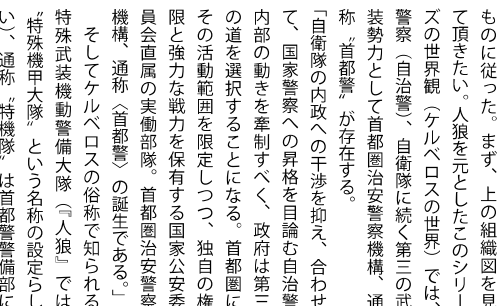 ものに従った。まず、上の組織図を見
て頂きたい。人狼を元としたこのシリー
ズの世界観（ケルベロスの世界）では、
警察（自治警）、自衛隊に続く第三の武
装勢力として首都圏治安警察機構、通
称〝首都警〟が存在する。
「自衛隊の内政への干渉を抑え、合わせ
て、国家警察への昇格を目論む自治警
内部の動きを牽制すべく、政府は第三
の道を選択することになる。首都圏に
その活動範囲を限定しつつ、独自の権
限と強力な戦力を保有する国家公安委
員会直属の実働部隊。首都圏治安警察
機構、通称〈首都警〉の誕生である。」
そしてケルベロスの俗称で知られる
特殊武装機動警備大隊（『人狼』では
〝特殊機甲大隊〟という名称の設定らし
い）、通称〝特機隊〟は首都警警備部に